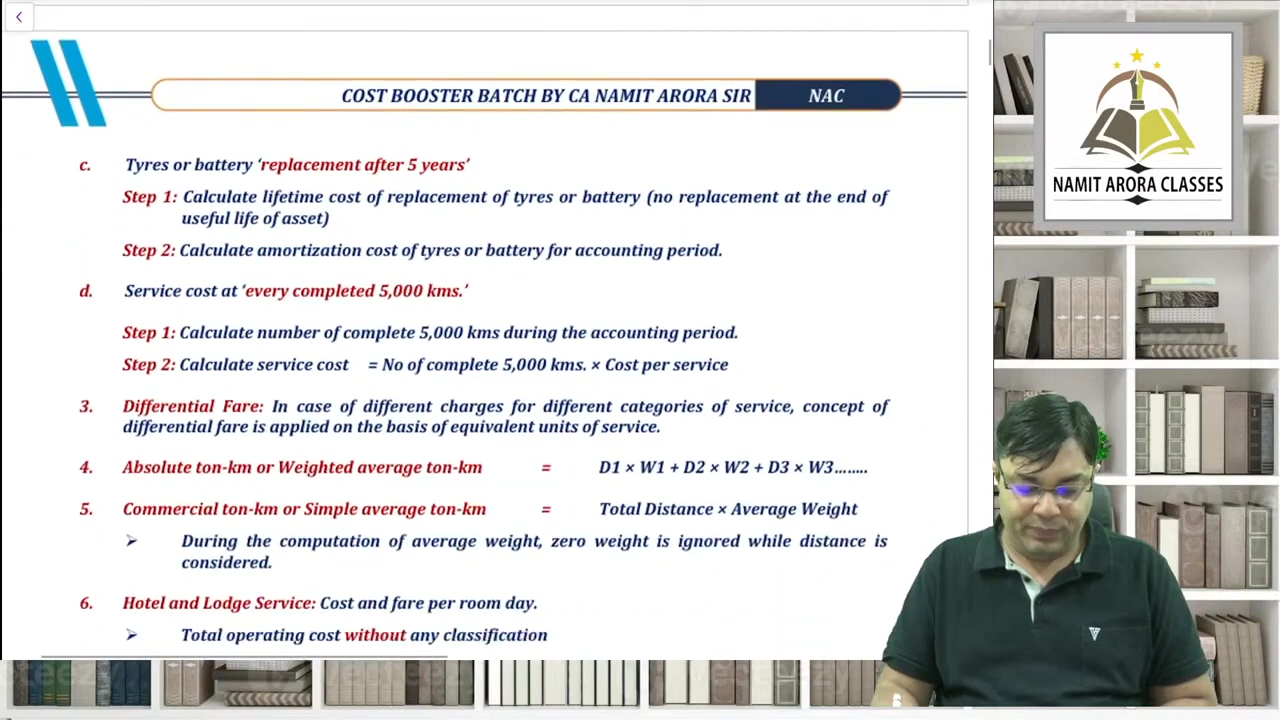 COST BOOSTER BATCH BY CA NAMIT ARORA SIR NAC
c. Tyres or battery ‘replacement after 5 years’
Step 1: Calculate lifetime cost of replacement of tyres or battery (no replacement at the end of
useful life of asset)
Step 2: Calculate amortization cost of tyres or battery for accounting period.
d. Service cost at ‘every completed 5,000 kms.’
Step 1: Calculate number of complete 5,000 kms during the accounting period.
Step 2: Calculate service cost = No of complete 5,000 kms. × Cost per service
3. Differential Fare: In case of different charges for different categories of service, concept of
differential fare is applied on the basis of equivalent units of service.
4. Absolute ton-km or Weighted average ton-km = D1 × W1 + D2 × W2 + D3 × W3........
5. Commercial ton-km or Simple average ton-km = Total Distance × Average Weight
➢ During the computation of average weight, zero weight is ignored while distance is
considered.
6. Hotel and Lodge Service: Cost and fare per room day.
➢ Total operating cost without any classification
NAMIT ARORA CLASSES